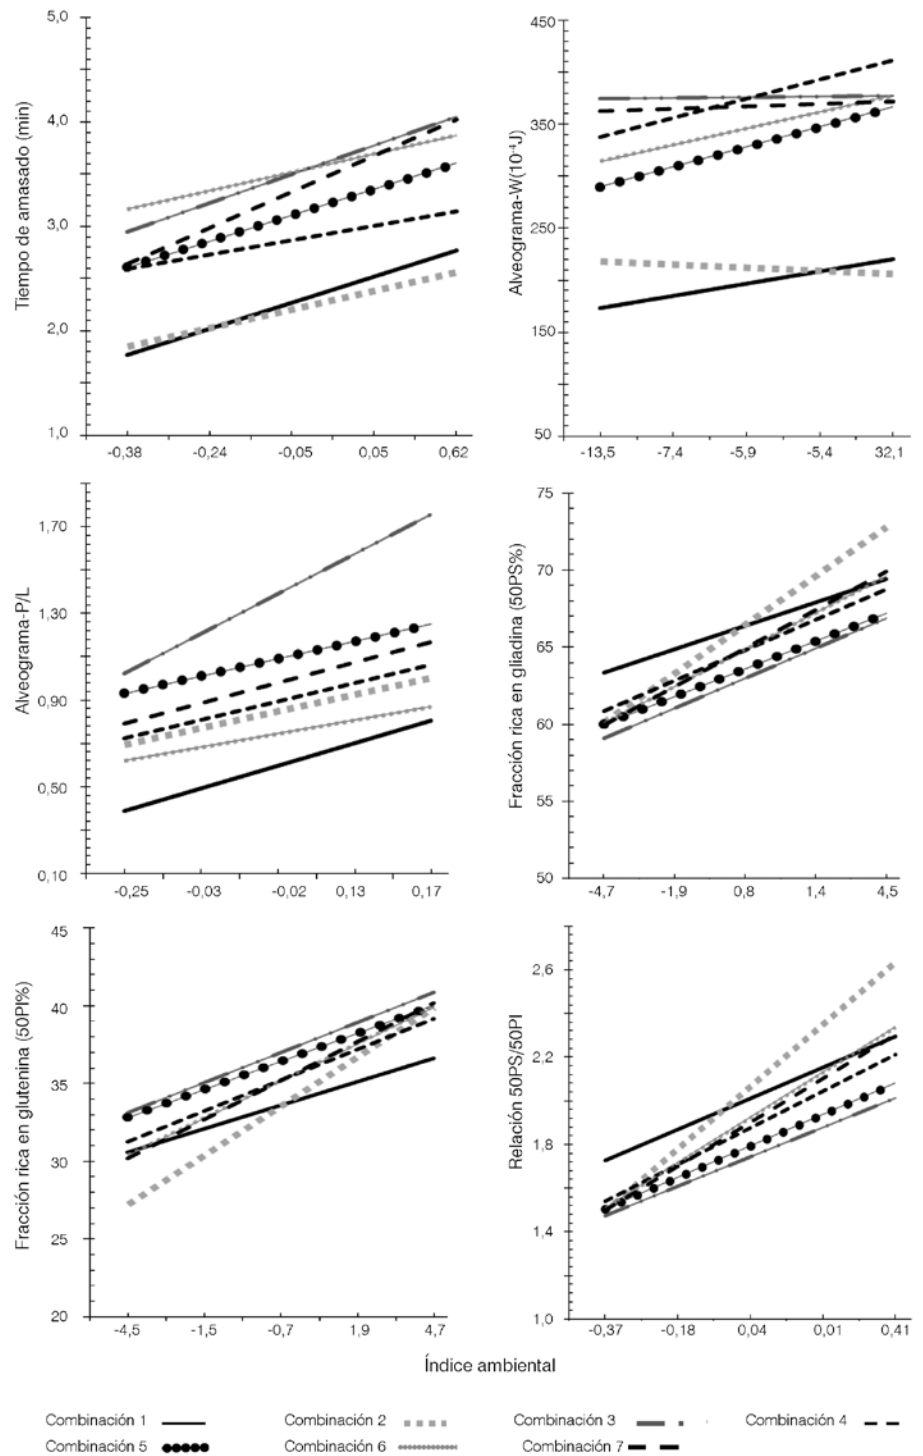 5,0
4,0
3,0
2,0
1,0
Tiempo de amasado (min)
-0,38 -0,24 -0,05 0,05 0,62
450
350
250
150
50
Alveograma-W(10⁻⁴J)
-13,5 -7,4 -5,9 -5,4 32,1
1,70
1,30
0,90
0,50
0,10
Alveograma-P/L
-0,25 -0,03 -0,02 0,13 0,17
75
70
65
60
55
50
Fracción rica en gliadina (50PS%)
-4,7 -1,9 0,8 1,4 4,5
45
40
35
30
25
20
Fracción rica en glutenina (50PI%)
-4,5 -1,5 -0,7 1,9 4,7
2,6
2,2
1,8
1,4
1,0
Relación 50PS/50PI
-0,37 -0,18 0,04 0,01 0,41
Índice ambiental
Combinación 1 Combinación 2 Combinación 3 Combinación 4
Combinación 5 Combinación 6 Combinación 7